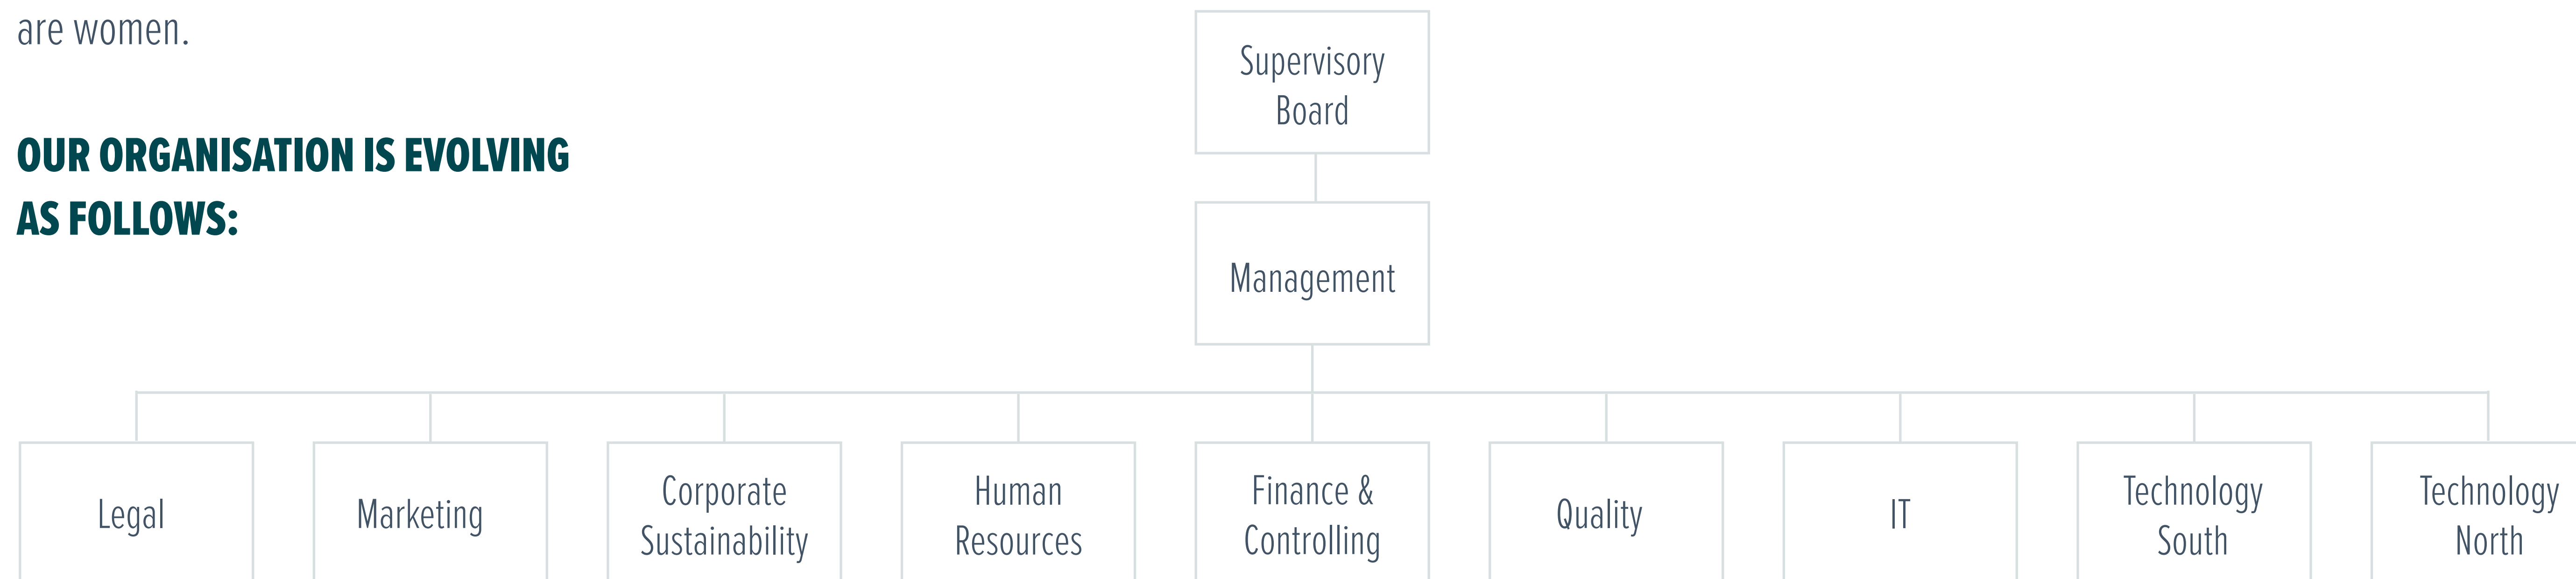 are women.
OUR ORGANISATION IS EVOLVING
AS FOLLOWS:
Supervisory
Board
Management
Legal
Marketing
Corporate
Sustainability
Human
Resources
Finance &
Controlling
Quality
IT
Technology
South
Technology
North